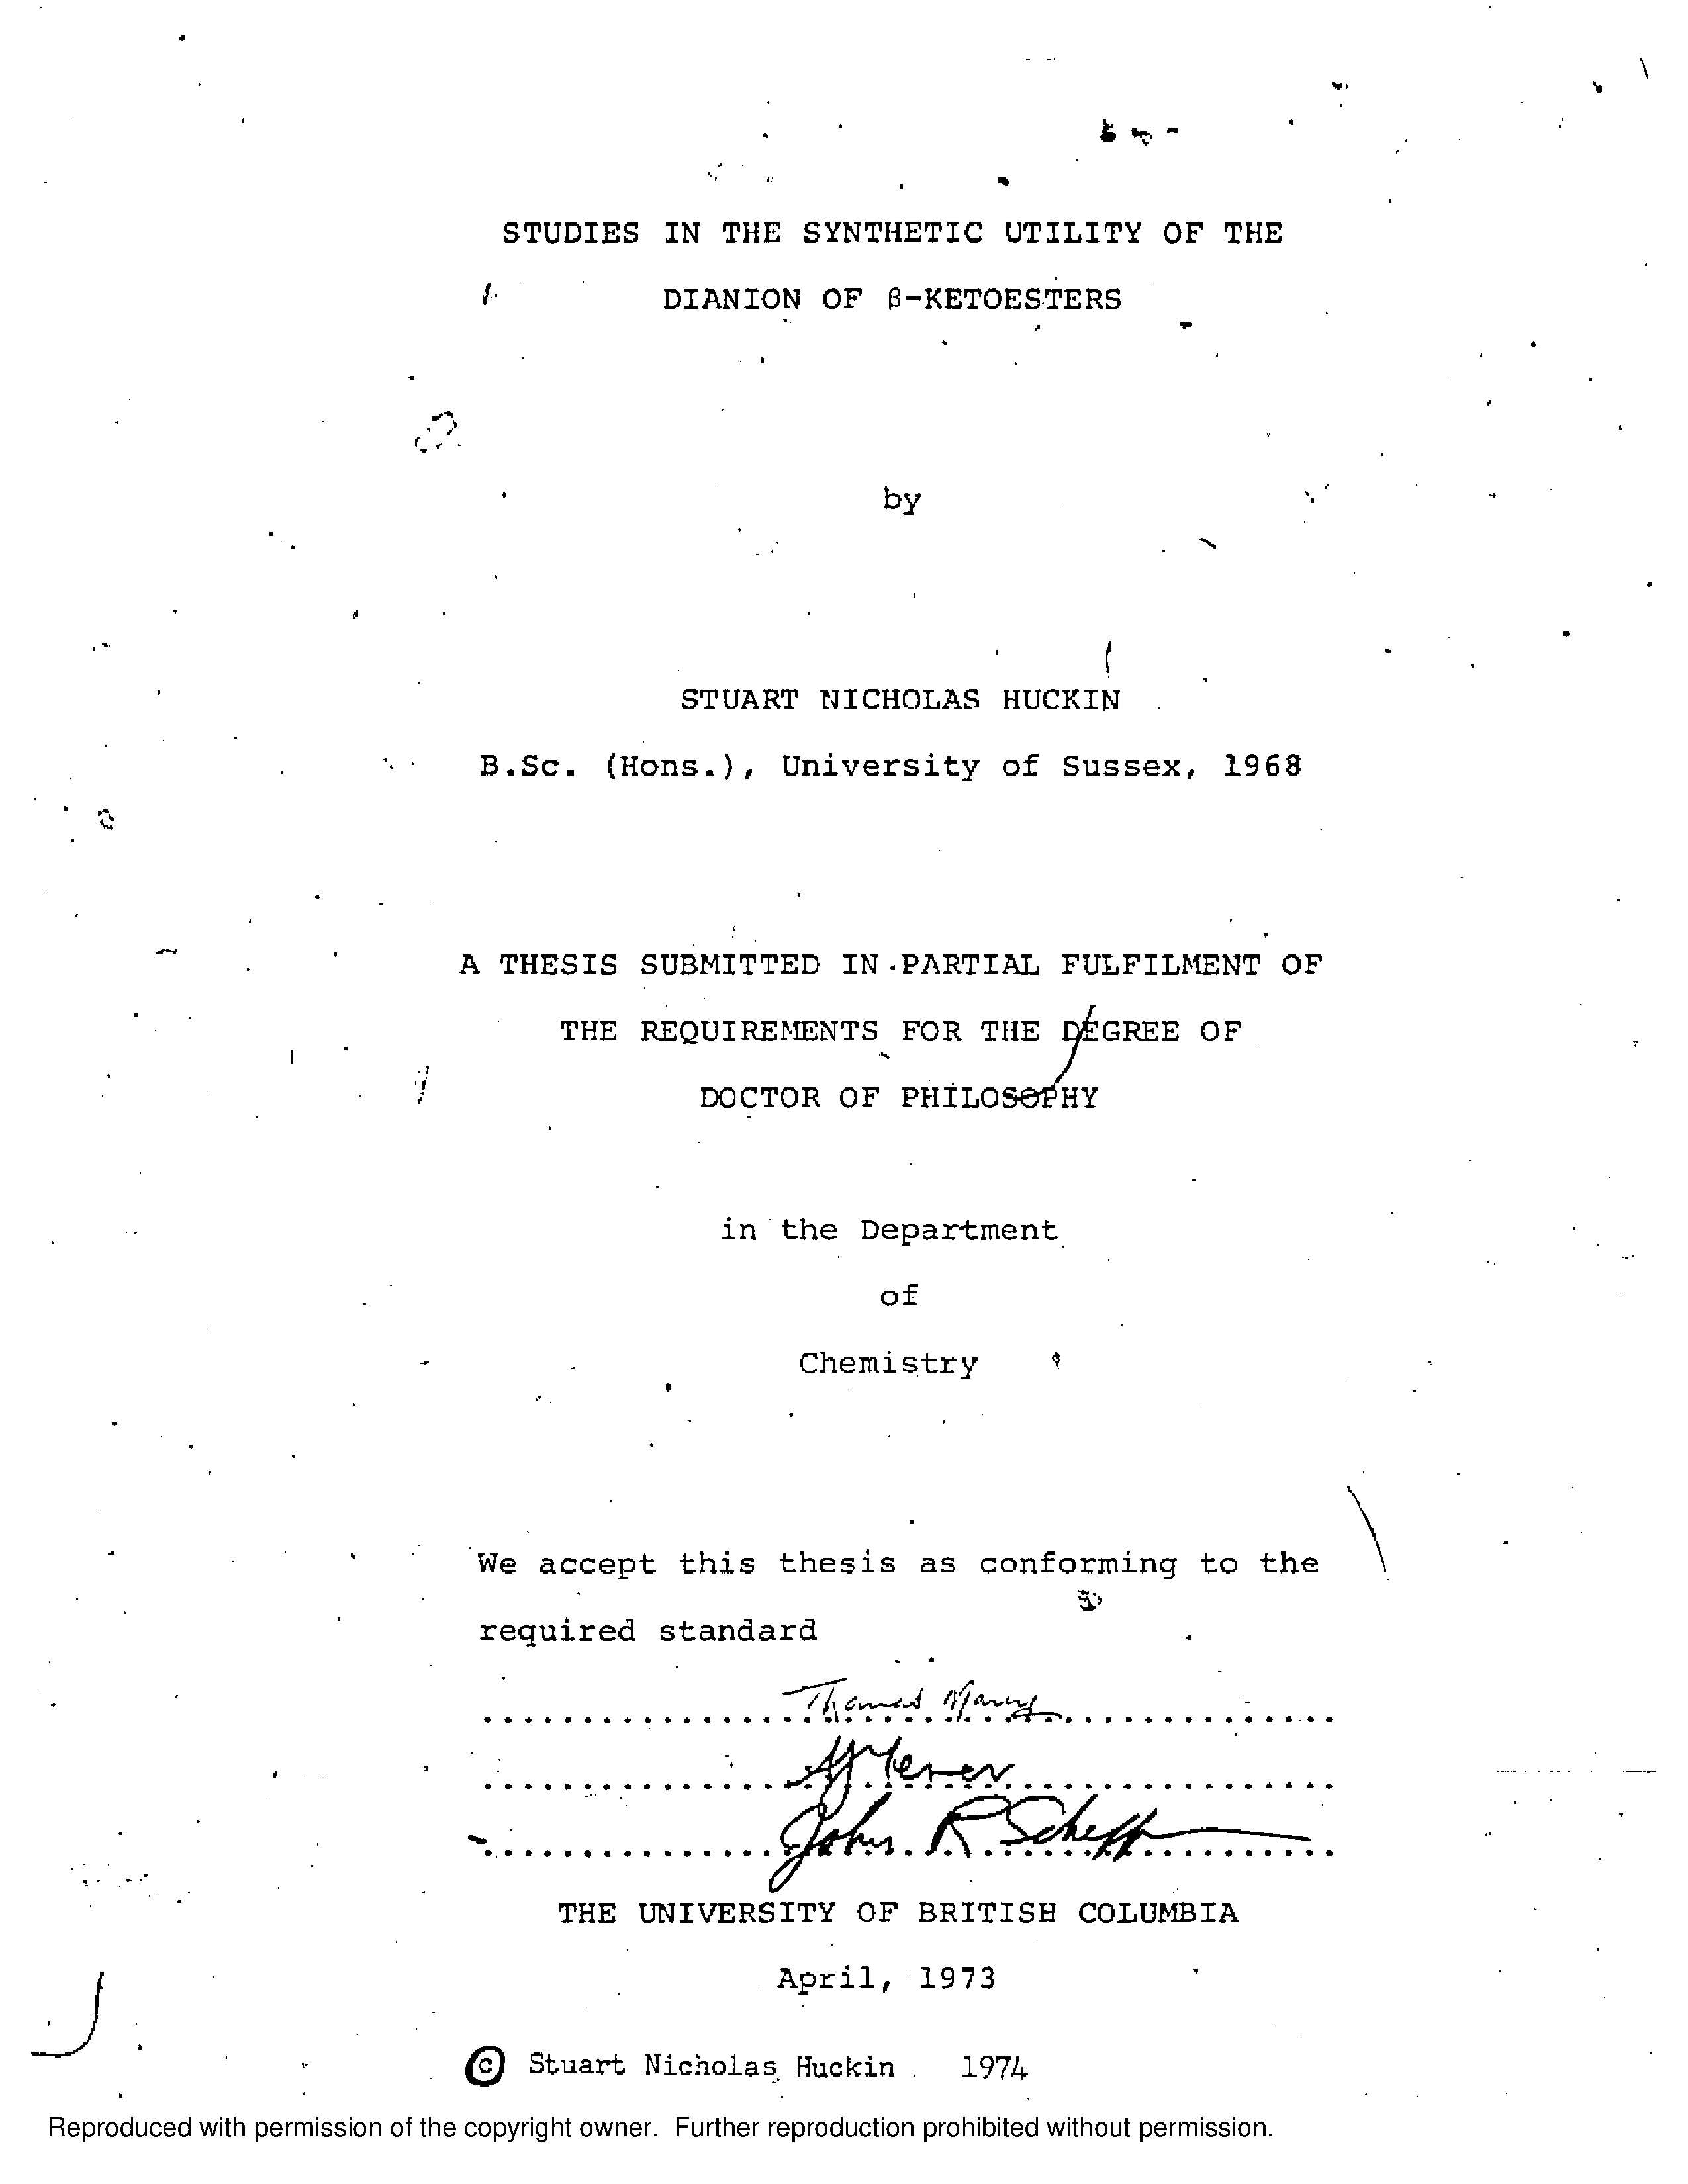 STUDIES IN THE SYNTHETIC UTILITY OF THE
DIANION OF β-KETOESTERS
by
STUART NICHOLAS HUCKIN
B.Sc. (Hons.), University of Sussex, 1968
A THESIS SUBMITTED IN PARTIAL FULFILMENT OF
THE REQUIREMENTS FOR THE DEGREE OF
DOCTOR OF PHILOSOPHY
in the Department
of
Chemistry
We accept this thesis as conforming to the
required standard
Thomas
John R Scheff
THE UNIVERSITY OF BRITISH COLUMBIA
April, 1973
© Stuart Nicholas Huckin 1974
Reproduced with permission of the copyright owner. Further reproduction prohibited without permission.